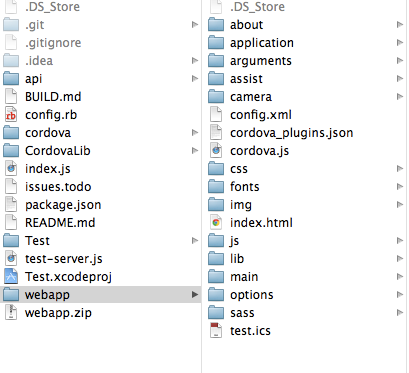 .DS_Store
.git
.gitignore
.idea
api
BUILD.md
config.rb
cordova
CordovaLib
index.js
issues.todo
package.json
README.md
Test
test-server.js
Test.xcodeproj
webapp
webapp.zip
.DS_Store
about
application
arguments
assist
camera
config.xml
cordova_plugins.json
cordova.js
css
fonts
img
index.html
js
lib
main
options
sass
test.ics